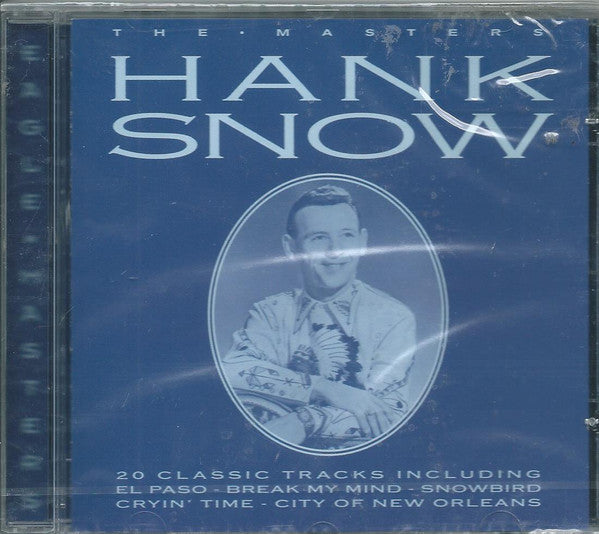 THE • MASTERS
HANK
SNOW
20 CLASSIC TRACKS INCLUDING
EL PASO - BREAK MY MIND - SNOWBIRD
CRYIN' TIME - CITY OF NEW ORLEANS
EAGLE • MASTERS